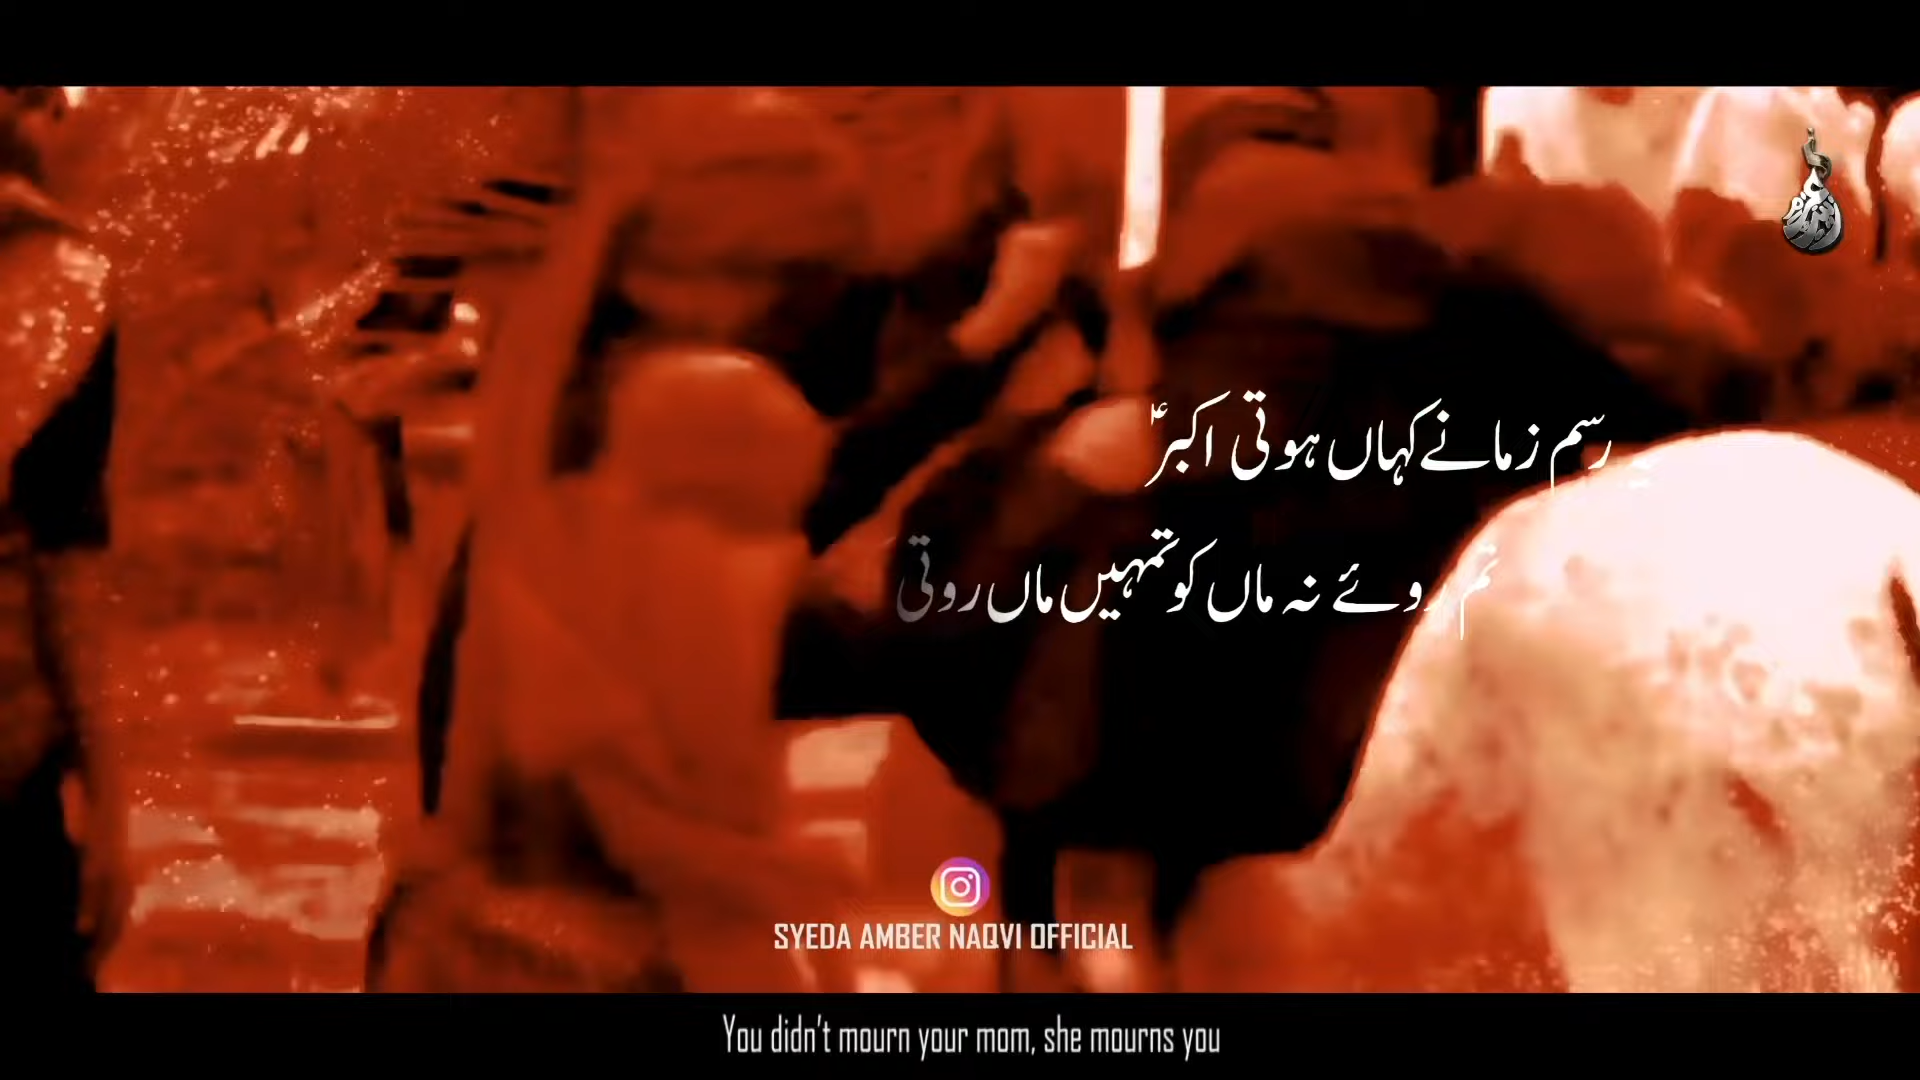 یہ رسم زمانے کہاں ہوتی اکبرؑ
تم روئے نہ ماں کو تمہیں ماں روتی
SYEDA AMBER NAQVI OFFICIAL
You didn't mourn your mom, she mourns you